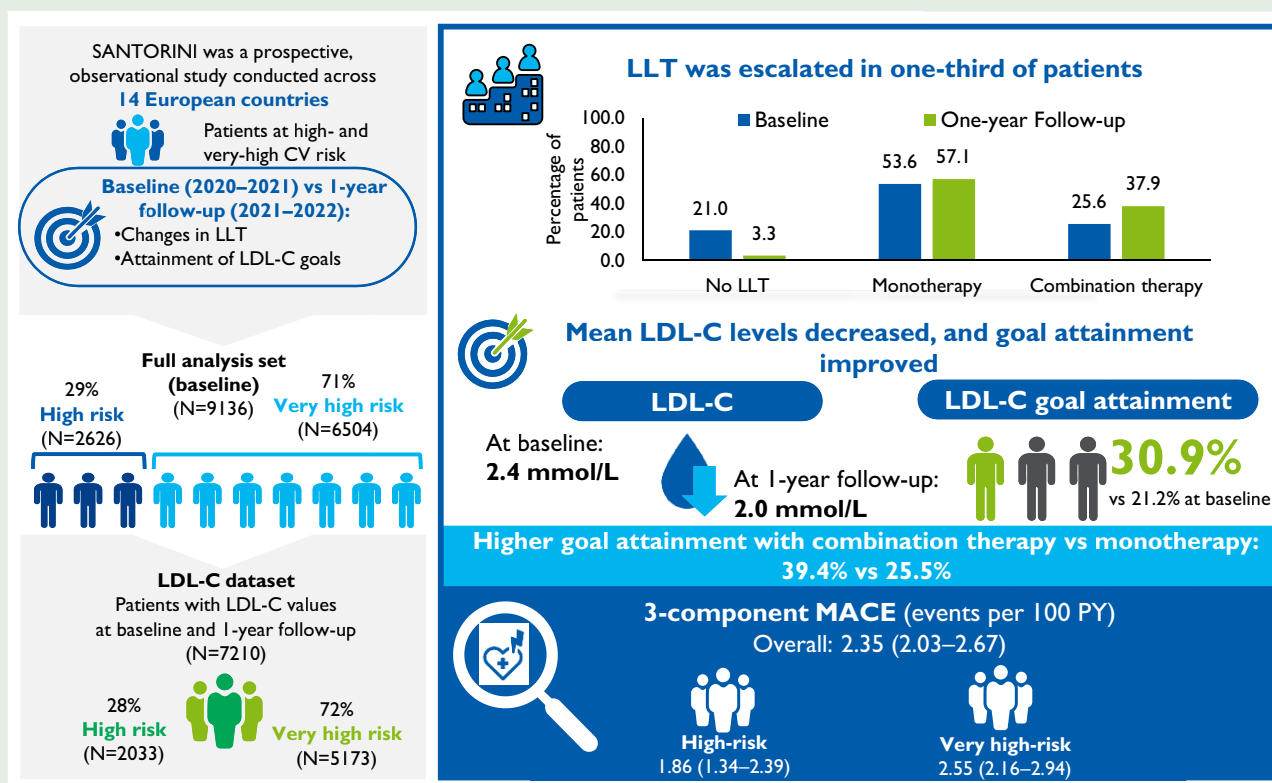 SANTORINI was a prospective,
observational study conducted across
14 European countries
Patients at high- and
very-high CV risk
Baseline (2020–2021) vs 1-year
follow-up (2021–2022):
•Changes in LLT
•Attainment of LDL-C goals
Full analysis set
(baseline)
(N=9136)
29%
High risk
(N=2626)
71%
Very high risk
(N=6504)
LDL-C dataset
Patients with LDL-C values
at baseline and 1-year follow-up
(N=7210)
28%
High risk
(N=2033)
72%
Very high risk
(N=5173)
LLT was escalated in one-third of patients
Percentage of
patients
100.0
80.0
60.0
40.0
20.0
0.0
Baseline
One-year Follow-up
21.0
3.3
53.6
57.1
25.6
37.9
No LLT
Monotherapy
Combination therapy
Mean LDL-C levels decreased, and goal attainment
improved
LDL-C
At baseline:
2.4 mmol/L
At 1-year follow-up:
2.0 mmol/L
LDL-C goal attainment
30.9%
vs 21.2% at baseline
Higher goal attainment with combination therapy vs monotherapy:
39.4% vs 25.5%
3-component MACE (events per 100 PY)
Overall: 2.35 (2.03–2.67)
High-risk
1.86 (1.34–2.39)
Very high-risk
2.55 (2.16–2.94)